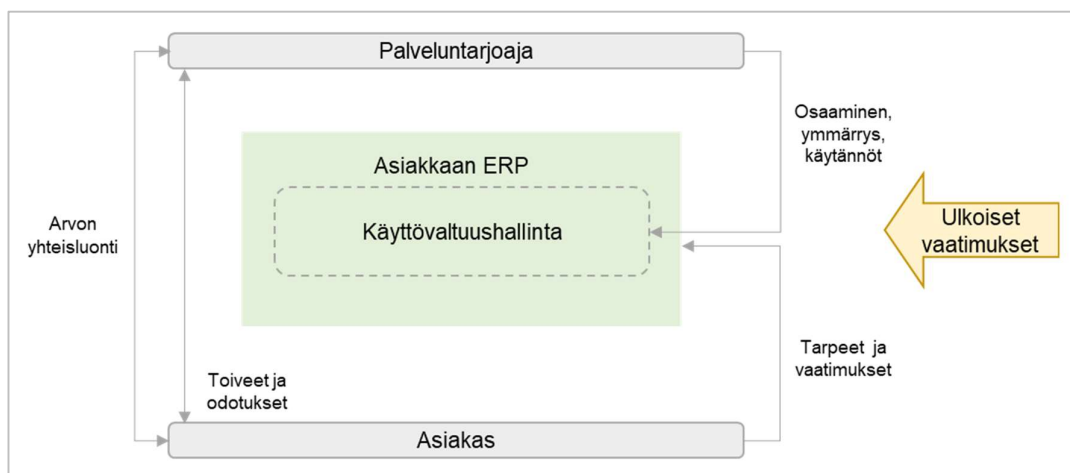 Palveluntarjoaja
Osaaminen,
ymmärrys,
käytännöt
Asiakkaan ERP
Käyttövaltuushallinta
Arvon
yhteisluonti
Ulkoiset
vaatimukset
Tarpeet ja
vaatimukset
Toiveet ja
odotukset
Asiakas